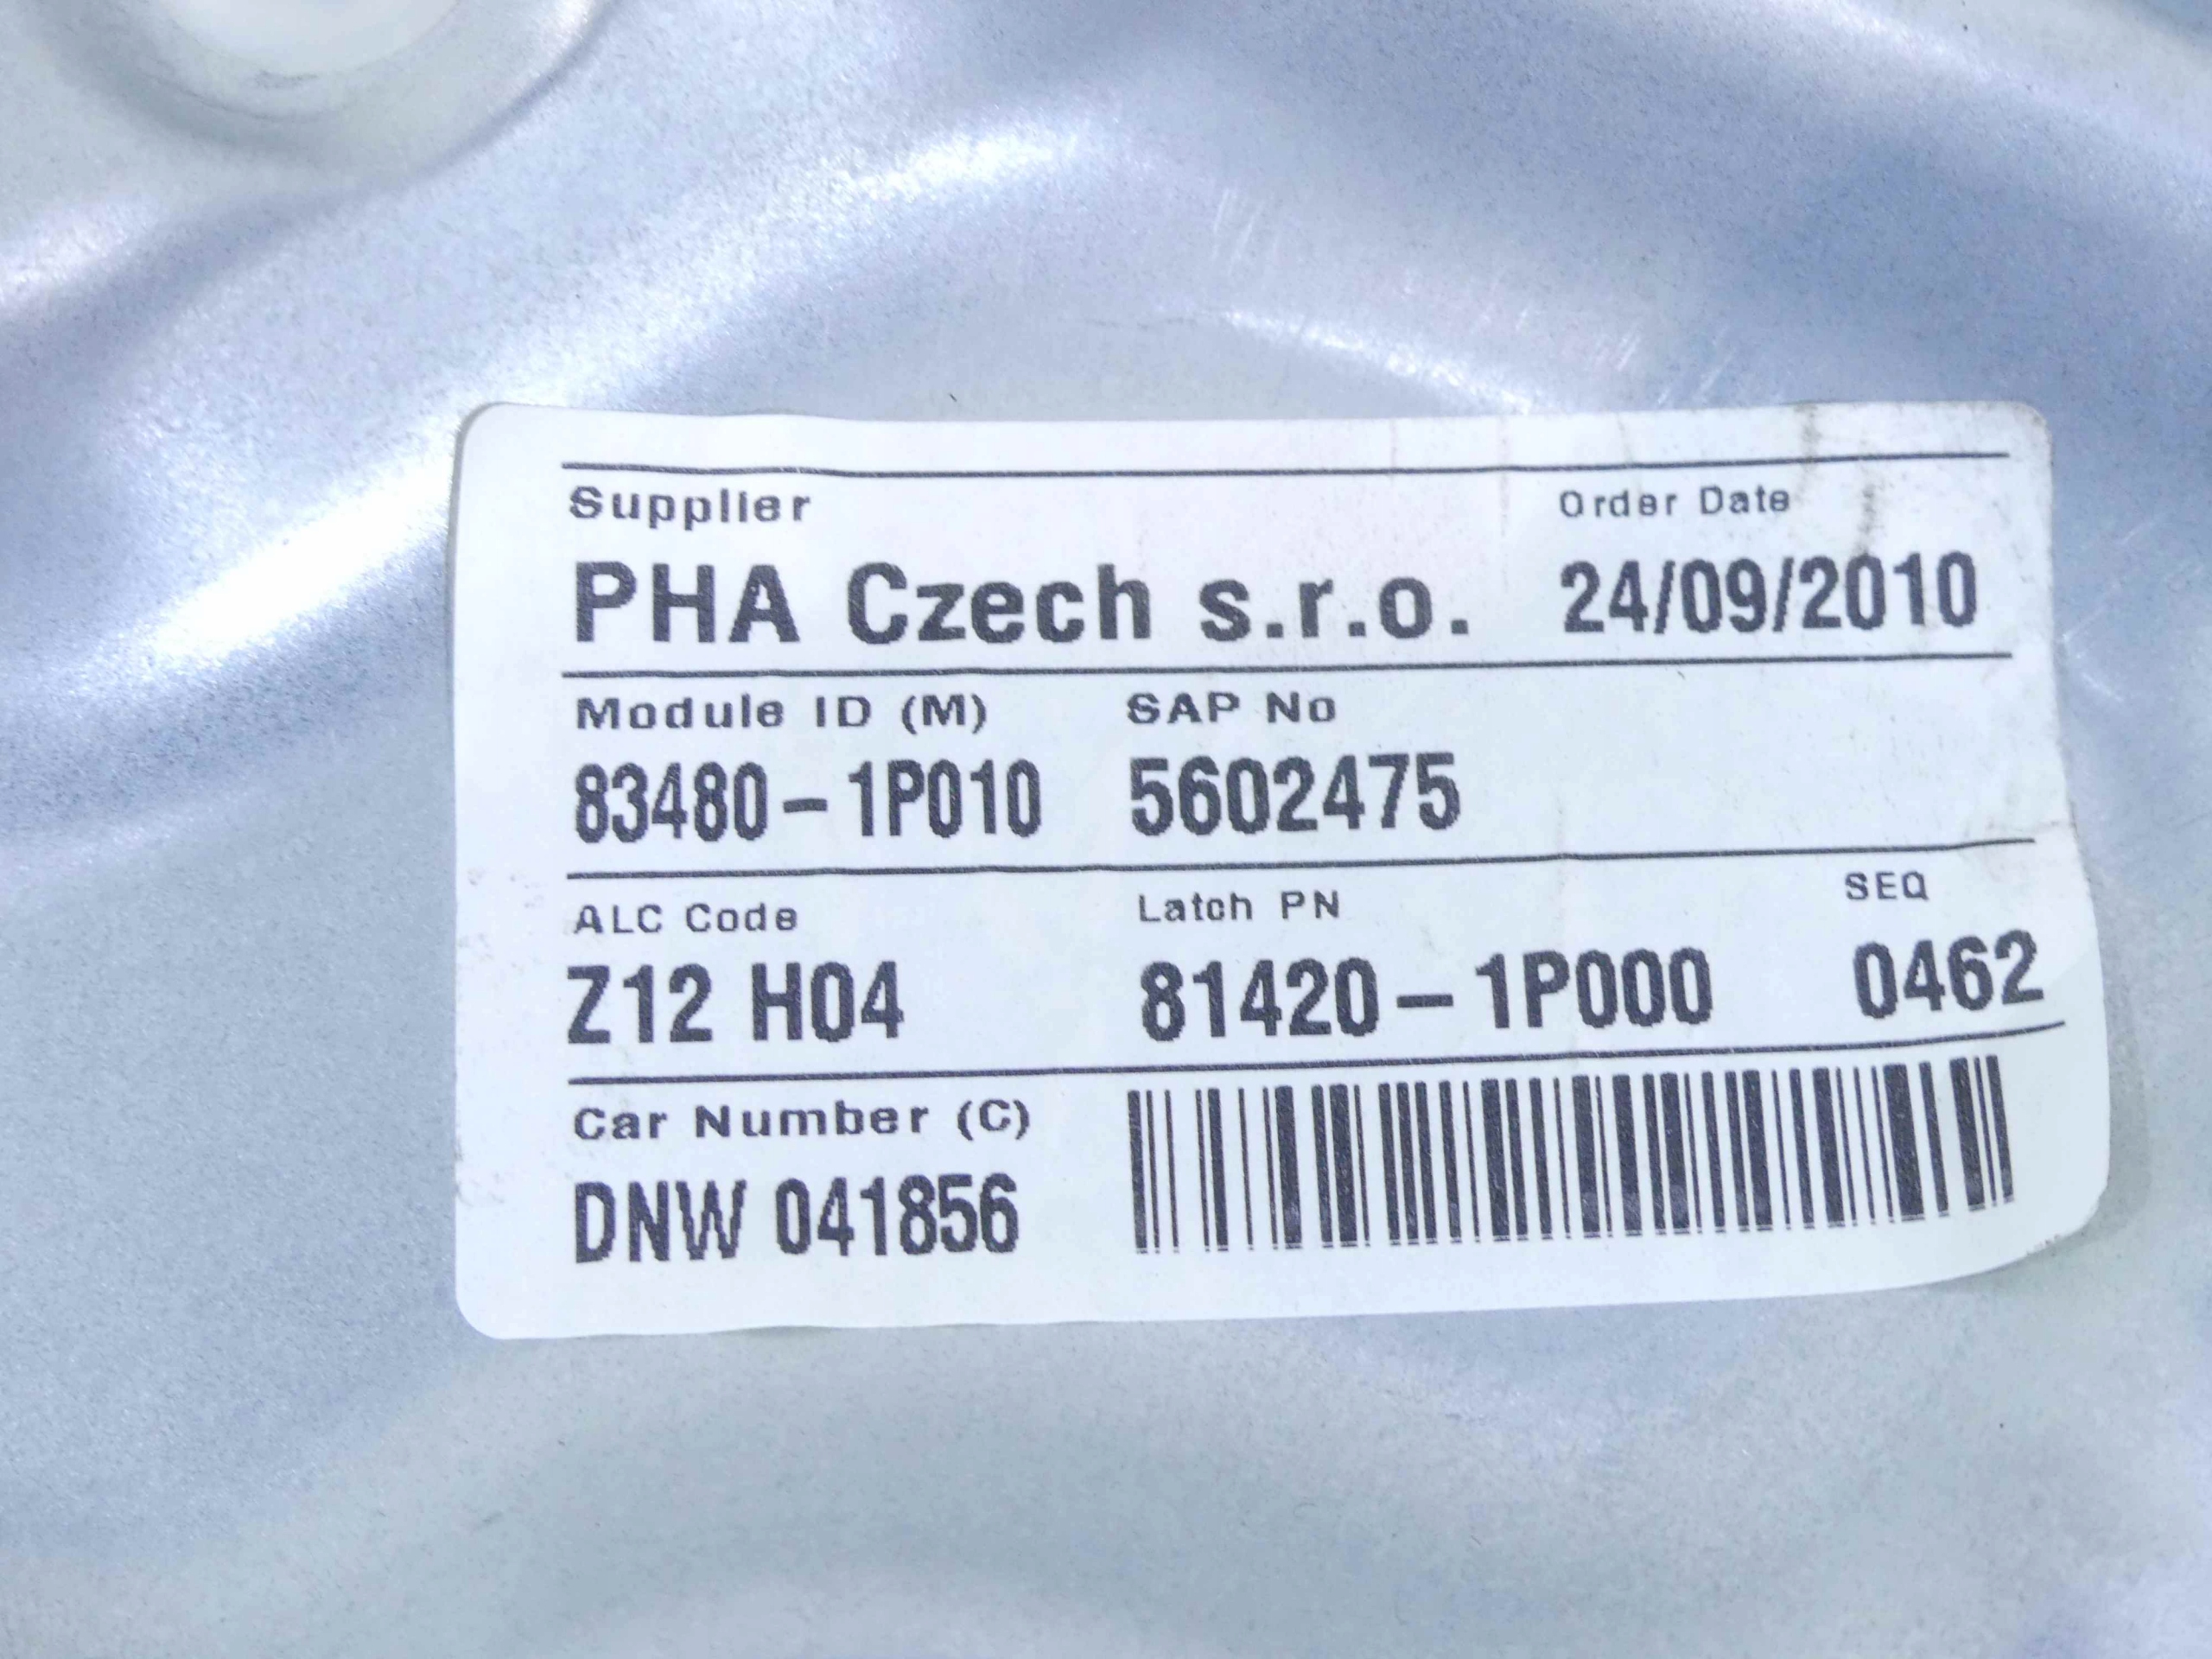 Supplier Order Date
PHA Czech s.r.o. 24/09/2010
Module ID (M) SAP No
83480-1P010 5602475
ALC Code Latch PN SEQ
Z12 H04 81420-1P000 0462
Car Number (C)
DNW 041856